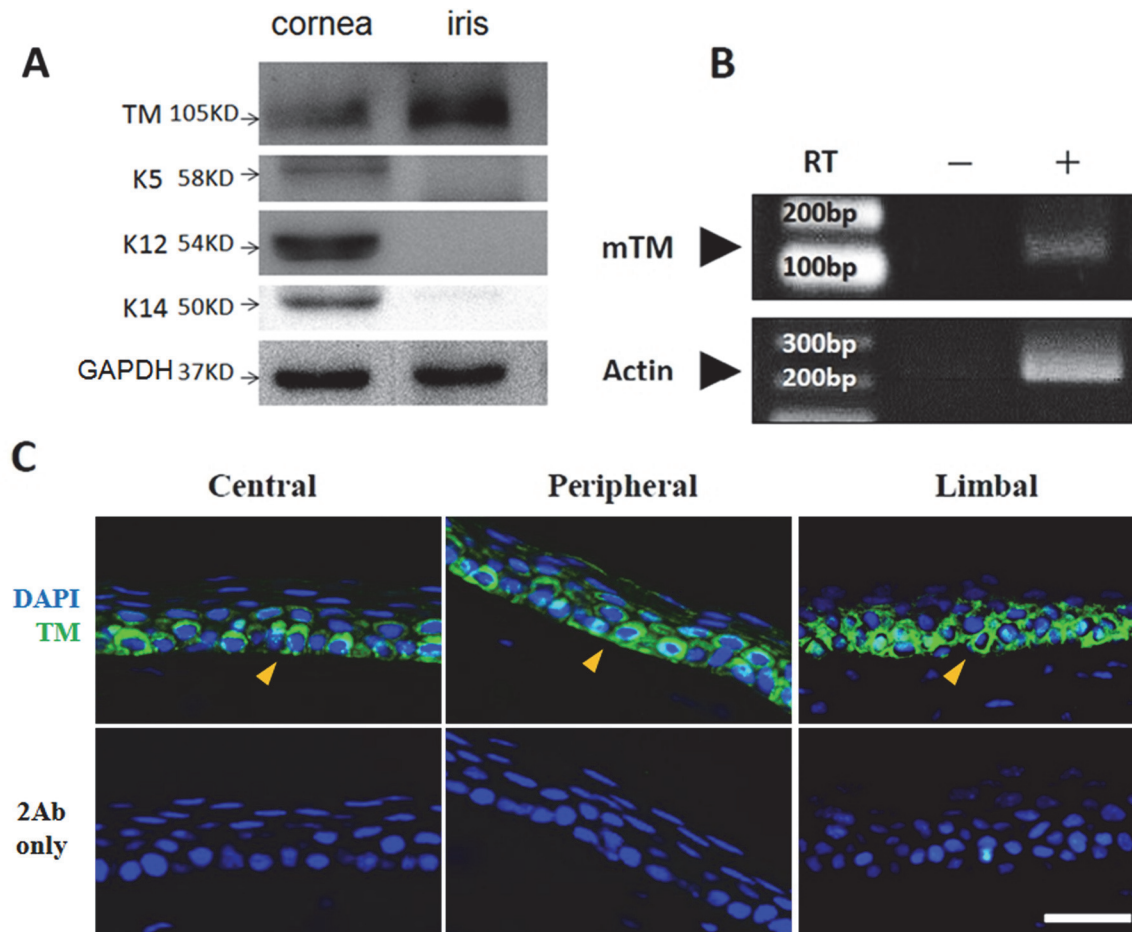 cornea iris
A
TM 105KD
K5 58KD
K12 54KD
K14 50KD
GAPDH 37KD
B
RT − +
mTM
200bp
100bp
Actin
300bp
200bp
C
Central Peripheral Limbal
DAPI
TM
2Ab
only